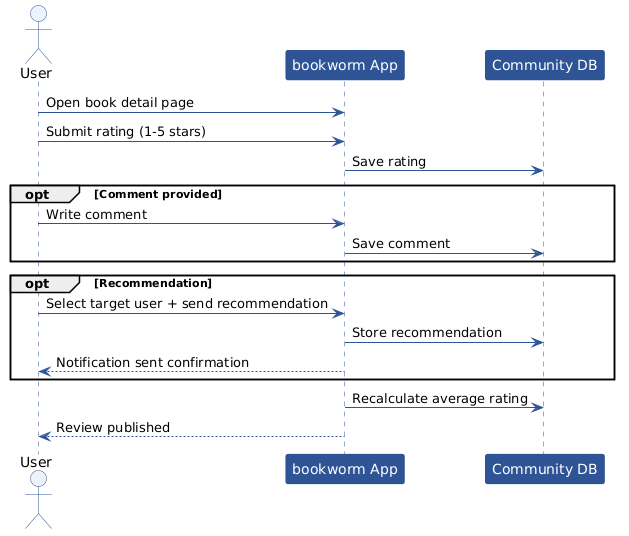 User
bookworm App
Community DB
Open book detail page
Submit rating (1-5 stars)
Save rating
opt [Comment provided]
Write comment
Save comment
opt [Recommendation]
Select target user + send recommendation
Store recommendation
Notification sent confirmation
Recalculate average rating
Review published
User
bookworm App
Community DB